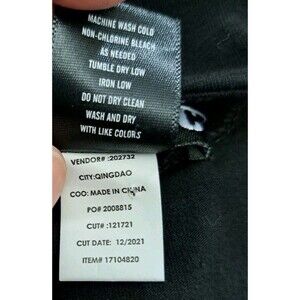 MACHINE WASH COLD
NON-CHLORINE BLEACH
AS NEEDED
TUMBLE DRY LOW
IRON LOW
DO NOT DRY CLEAN
WASH AND DRY
WITH LIKE COLORS
VENDOR#:202732
CITY:QINGDAO
COO: MADE IN CHINA
PO# 2008815
CUT#:121721
CUT DATE: 12/2021
ITEM# 17104820